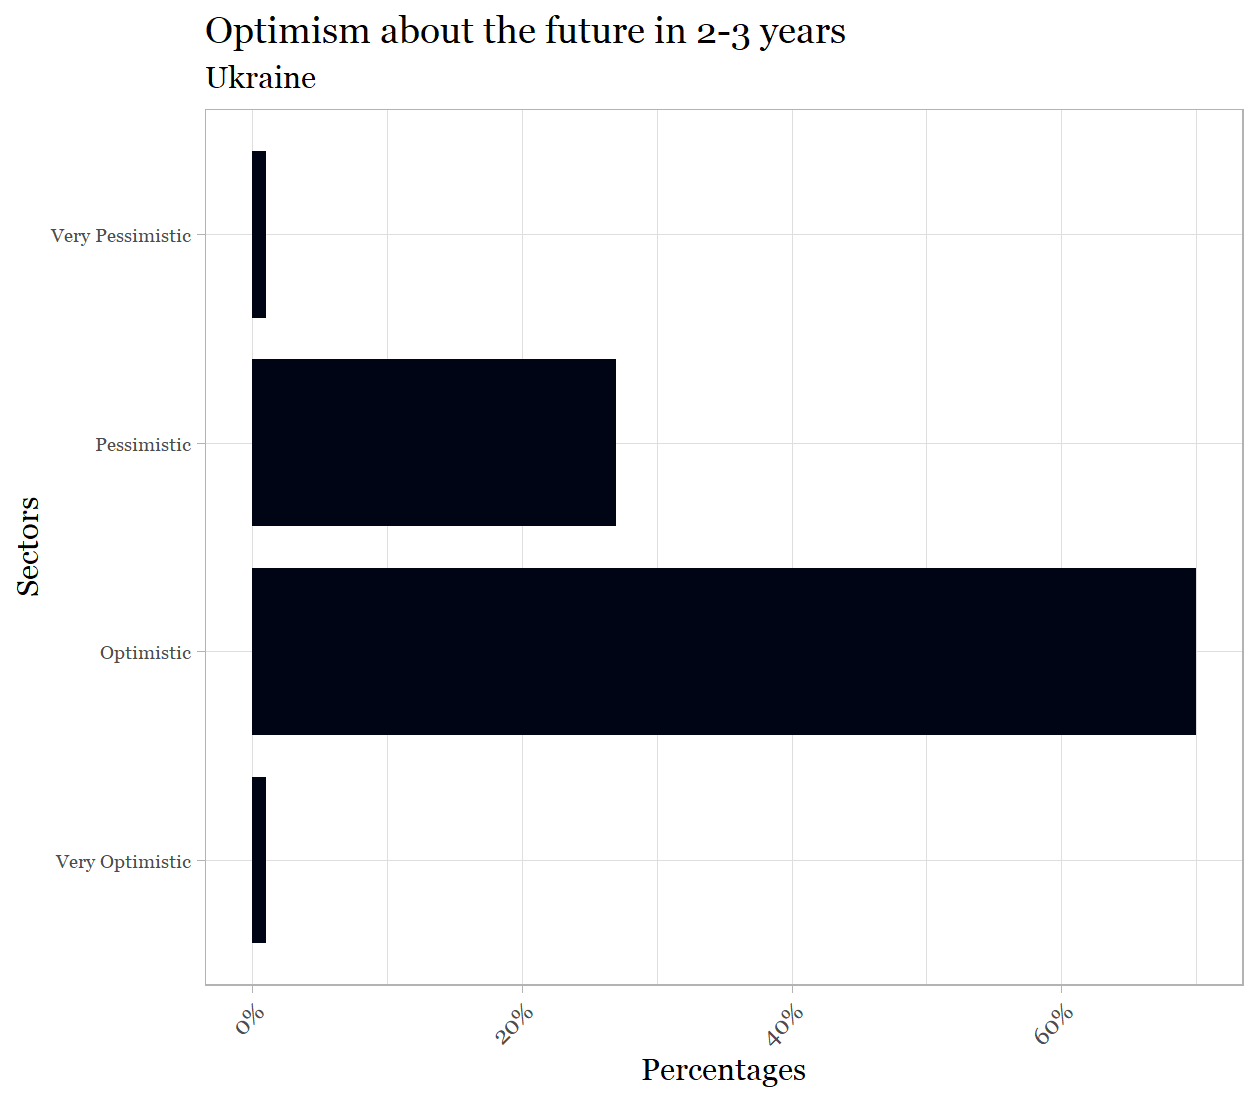 Optimism about the future in 2-3 years
Ukraine
Very Pessimistic
Pessimistic
Optimistic
Very Optimistic
Sectors
0%
20%
40%
60%
Percentages